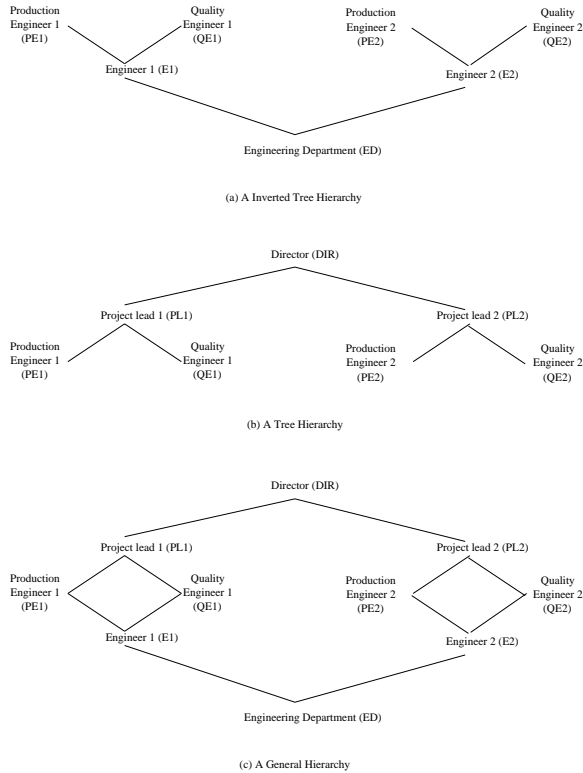 Production
Engineer 1
(PE1)
Quality
Engineer 1
(QE1)
Engineer 1 (E1)
Production
Engineer 2
(PE2)
Quality
Engineer 2
(QE2)
Engineer 2 (E2)
Engineering Department (ED)
(a) A Inverted Tree Hierarchy
Director (DIR)
Project lead 1 (PL1)
Project lead 2 (PL2)
Production
Engineer 1
(PE1)
Quality
Engineer 1
(QE1)
Production
Engineer 2
(PE2)
Quality
Engineer 2
(QE2)
(b) A Tree Hierarchy
Director (DIR)
Project lead 1 (PL1)
Project lead 2 (PL2)
Production
Engineer 1
(PE1)
Quality
Engineer 1
(QE1)
Production
Engineer 2
(PE2)
Quality
Engineer 2
(QE2)
Engineer 1 (E1)
Engineer 2 (E2)
Engineering Department (ED)
(c) A General Hierarchy